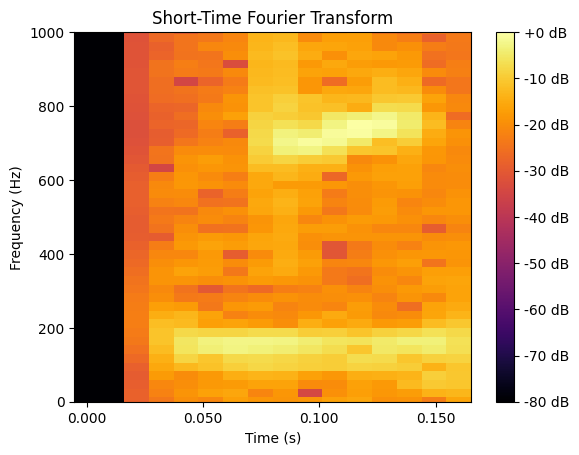 Short-Time Fourier Transform
Frequency (Hz)
1000
800
600
400
200
0
0.000
0.050
0.100
0.150
Time (s)
+0 dB
-10 dB
-20 dB
-30 dB
-40 dB
-50 dB
-60 dB
-70 dB
-80 dB